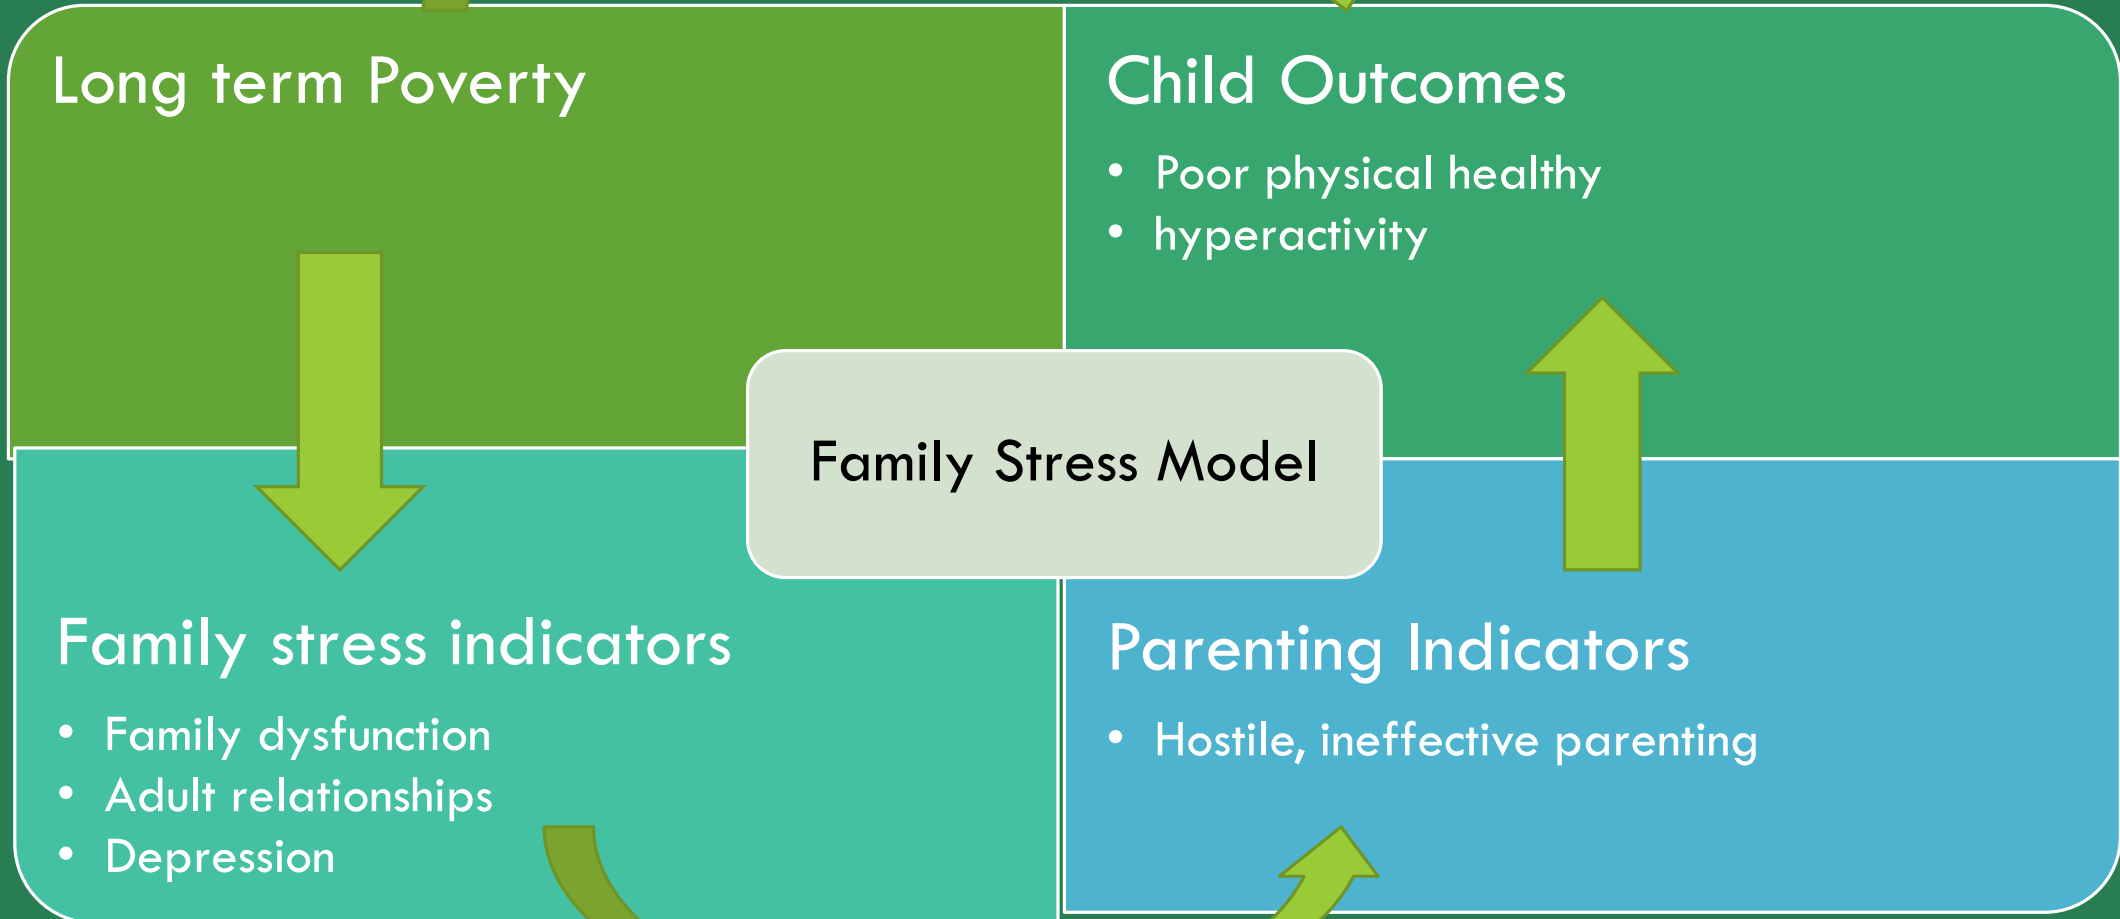 Long term Poverty
Child Outcomes
• Poor physical healthy
• hyperactivity
Family Stress Model
Family stress indicators
• Family dysfunction
• Adult relationships
• Depression
Parenting Indicators
• Hostile, ineffective parenting